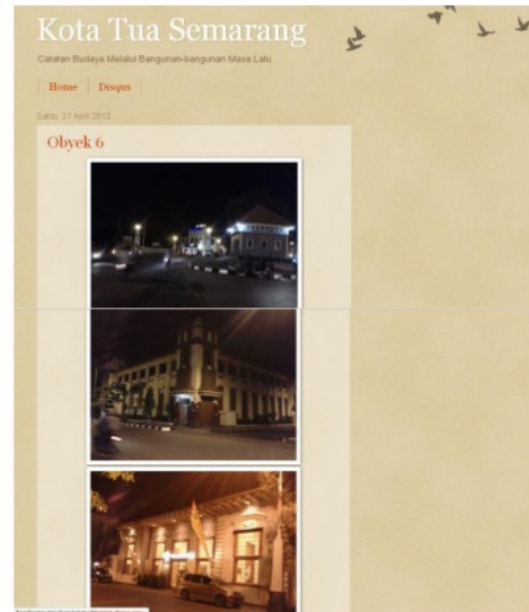 Kota Tua Semarang
Catatan Budaya Melalui Bangunan-bangunan Masa Lalu
Home Disqus
Sabtu, 21 April 2012
Obyek 6